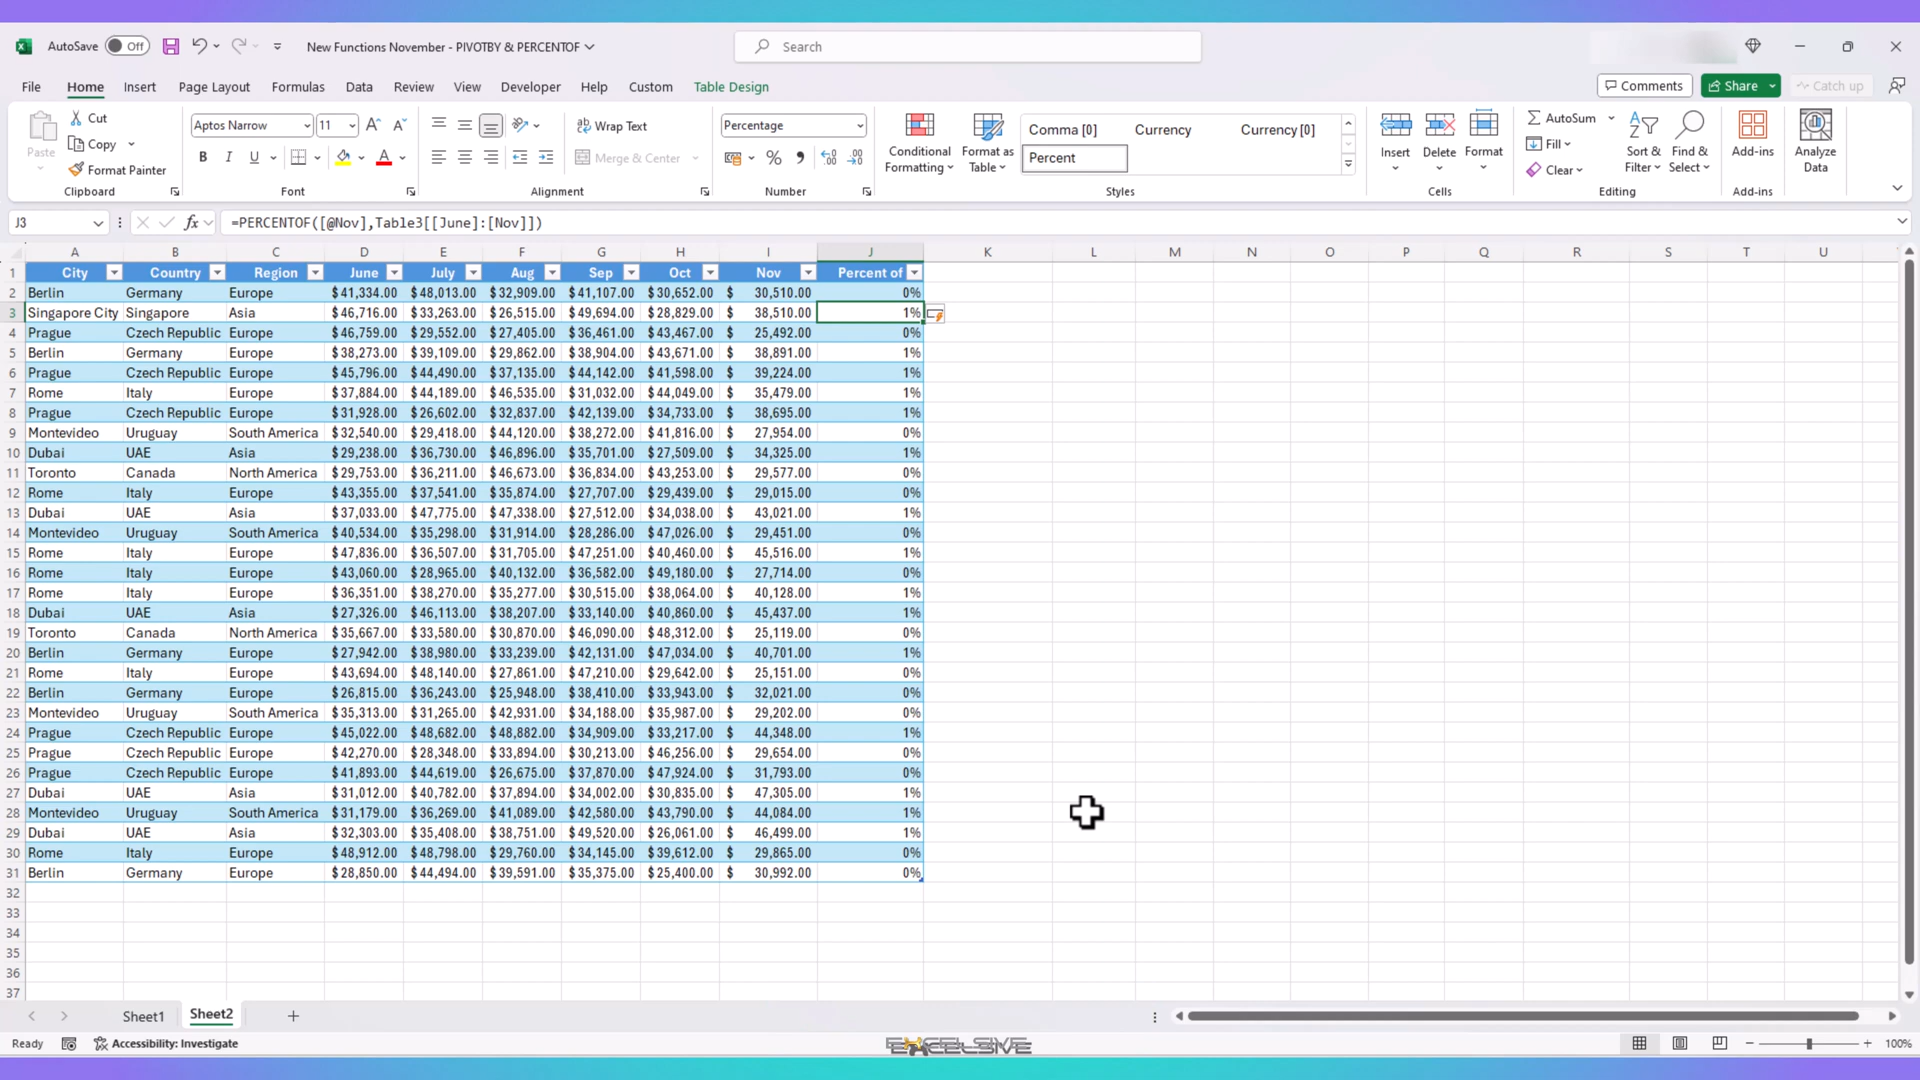 AutoSave Off New Functions November - PIVOTBY & PERCENTOF Search
File Home Insert Page Layout Formulas Data Review View Developer Help Custom Table Design Comments Share Catch up
Paste Cut Copy Format Painter Clipboard
Aptos Narrow 11 B I U A Font
Wrap Text Merge & Center Alignment
Percentage % Number
Conditional Formatting Format as Table Comma [0] Currency Currency [0] Percent Styles
Insert Delete Format Cells
AutoSum Fill Clear Sort & Filter Find & Select Editing
Add-ins Add-ins Analyze Data
J3 fx =PERCENTOF([@Nov],Table3[[June]:[Nov]])
A B C D E F G H I J K L M N O P Q R S T U
1 City Country Region June July Aug Sep Oct Nov Percent of
2 Berlin Germany Europe $ 41,334.00 $ 48,013.00 $ 32,909.00 $ 41,107.00 $ 30,652.00 $ 30,510.00 0%
3 Singapore City Singapore Asia $ 46,716.00 $ 33,263.00 $ 26,515.00 $ 49,694.00 $ 28,829.00 $ 38,510.00 1%
4 Prague Czech Republic Europe $ 46,759.00 $ 29,552.00 $ 27,405.00 $ 36,461.00 $ 43,467.00 $ 25,492.00 0%
5 Berlin Germany Europe $ 38,273.00 $ 39,109.00 $ 29,862.00 $ 38,904.00 $ 43,671.00 $ 38,891.00 1%
6 Prague Czech Republic Europe $ 45,796.00 $ 44,490.00 $ 37,135.00 $ 44,142.00 $ 41,598.00 $ 39,224.00 1%
7 Rome Italy Europe $ 37,884.00 $ 44,189.00 $ 46,535.00 $ 31,032.00 $ 44,049.00 $ 35,479.00 1%
8 Prague Czech Republic Europe $ 31,928.00 $ 26,602.00 $ 32,837.00 $ 42,139.00 $ 34,733.00 $ 38,695.00 1%
9 Montevideo Uruguay South America $ 32,540.00 $ 29,418.00 $ 44,120.00 $ 38,272.00 $ 41,816.00 $ 27,954.00 0%
10 Dubai UAE Asia $ 29,238.00 $ 36,730.00 $ 46,896.00 $ 35,701.00 $ 27,509.00 $ 34,325.00 1%
11 Toronto Canada North America $ 29,753.00 $ 36,211.00 $ 46,673.00 $ 36,834.00 $ 43,253.00 $ 29,577.00 0%
12 Rome Italy Europe $ 43,355.00 $ 37,541.00 $ 35,874.00 $ 27,707.00 $ 29,439.00 $ 29,015.00 0%
13 Dubai UAE Asia $ 37,033.00 $ 47,775.00 $ 47,338.00 $ 27,512.00 $ 34,038.00 $ 43,021.00 1%
14 Montevideo Uruguay South America $ 40,534.00 $ 35,298.00 $ 31,914.00 $ 28,286.00 $ 47,026.00 $ 29,451.00 0%
15 Rome Italy Europe $ 47,836.00 $ 36,507.00 $ 31,705.00 $ 47,251.00 $ 40,460.00 $ 45,516.00 1%
16 Rome Italy Europe $ 43,060.00 $ 28,965.00 $ 40,132.00 $ 36,582.00 $ 49,180.00 $ 27,714.00 0%
17 Rome Italy Europe $ 36,351.00 $ 38,270.00 $ 35,277.00 $ 30,515.00 $ 38,064.00 $ 40,128.00 1%
18 Dubai UAE Asia $ 27,326.00 $ 46,113.00 $ 38,207.00 $ 33,140.00 $ 40,860.00 $ 45,437.00 1%
19 Toronto Canada North America $ 35,667.00 $ 33,580.00 $ 30,870.00 $ 46,090.00 $ 48,312.00 $ 25,119.00 0%
20 Berlin Germany Europe $ 27,942.00 $ 38,980.00 $ 33,239.00 $ 42,131.00 $ 47,034.00 $ 40,701.00 1%
21 Rome Italy Europe $ 43,694.00 $ 48,140.00 $ 27,861.00 $ 47,210.00 $ 29,642.00 $ 25,151.00 0%
22 Berlin Germany Europe $ 26,815.00 $ 36,243.00 $ 25,948.00 $ 38,410.00 $ 33,943.00 $ 32,021.00 0%
23 Montevideo Uruguay South America $ 35,313.00 $ 31,265.00 $ 42,931.00 $ 34,188.00 $ 35,987.00 $ 29,202.00 0%
24 Prague Czech Republic Europe $ 45,022.00 $ 48,682.00 $ 48,882.00 $ 34,909.00 $ 33,217.00 $ 44,348.00 1%
25 Prague Czech Republic Europe $ 42,270.00 $ 28,348.00 $ 33,894.00 $ 30,213.00 $ 46,256.00 $ 29,654.00 0%
26 Prague Czech Republic Europe $ 41,893.00 $ 44,619.00 $ 26,675.00 $ 37,870.00 $ 47,924.00 $ 31,793.00 0%
27 Dubai UAE Asia $ 31,012.00 $ 40,782.00 $ 37,894.00 $ 34,002.00 $ 30,835.00 $ 47,305.00 1%
28 Montevideo Uruguay South America $ 31,179.00 $ 36,269.00 $ 41,089.00 $ 42,580.00 $ 43,790.00 $ 44,084.00 1%
29 Dubai UAE Asia $ 32,303.00 $ 35,408.00 $ 38,751.00 $ 49,520.00 $ 26,061.00 $ 46,499.00 1%
30 Rome Italy Europe $ 48,912.00 $ 48,798.00 $ 29,760.00 $ 34,145.00 $ 39,612.00 $ 29,865.00 0%
31 Berlin Germany Europe $ 28,850.00 $ 44,494.00 $ 39,591.00 $ 35,375.00 $ 25,400.00 $ 30,992.00 0%
32
33
34
35
36
37
Sheet1 Sheet2
Ready Accessibility: Investigate EXCELSIVE 100%